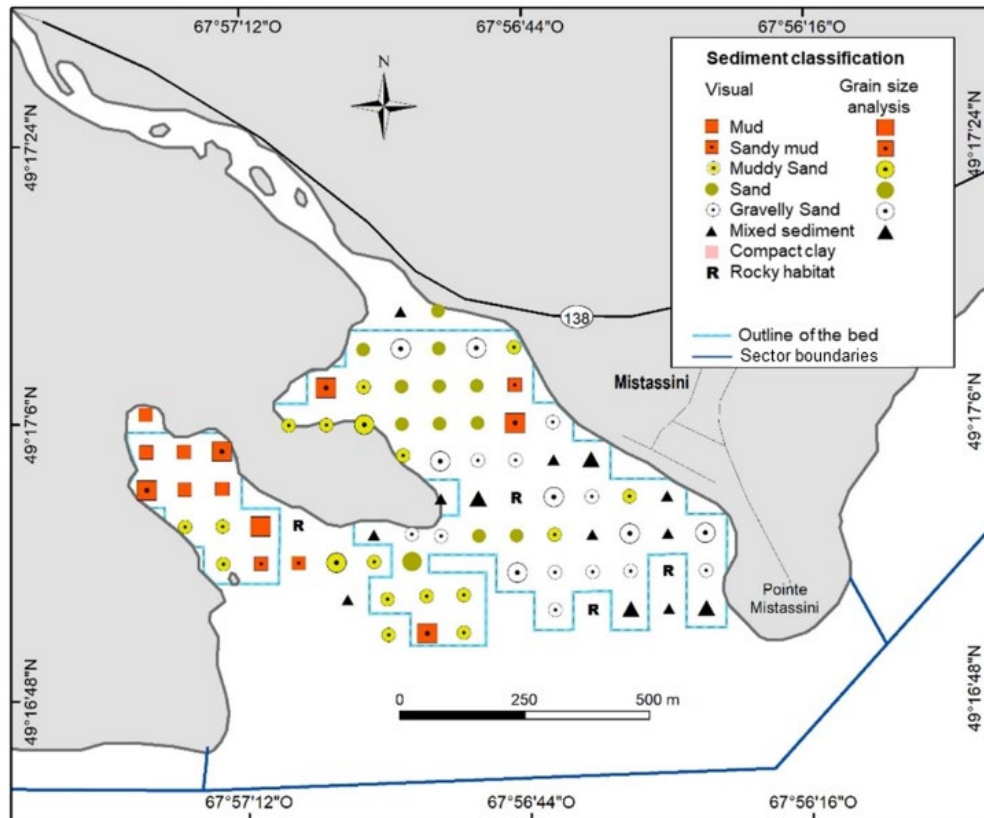 67°57'12"O 67°56'44"O 67°56'16"O
N
49°17'24"N
49°17'24"N
Sediment classification
Visual
Grain size
analysis
Mud
Sandy mud
Muddy Sand
Sand
Gravelly Sand
Mixed sediment
Compact clay
R Rocky habitat
Outline of the bed
Sector boundaries
138
Mistassini
49°17'6"N
49°17'6"N
R
R
R
R
Pointe
Mistassini
49°16'48"N
49°16'48"N
0 250 500 m
67°57'12"O 67°56'44"O 67°56'16"O